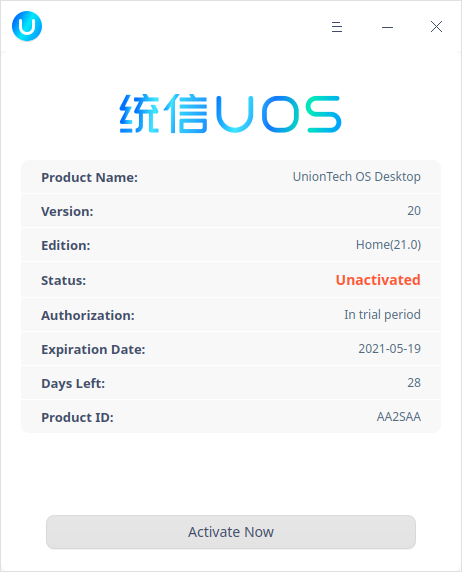 统信UOS
Product Name: UnionTech OS Desktop
Version: 20
Edition: Home(21.0)
Status: Unactivated
Authorization: In trial period
Expiration Date: 2021-05-19
Days Left: 28
Product ID: AA2SAA
Activate Now